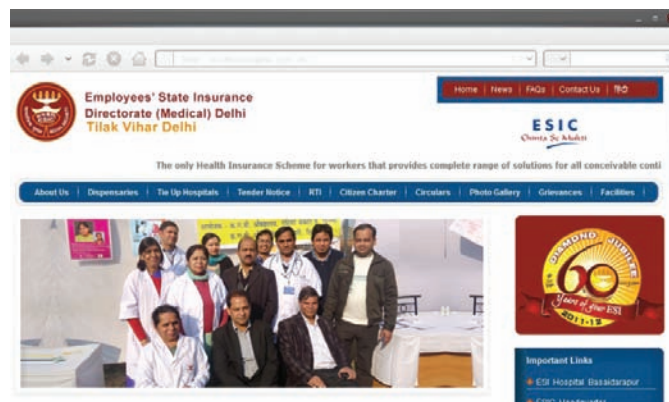 Employees' State Insurance
Directorate (Medical) Delhi
Tilak Vihar Delhi
Home | News | FAQs | Contact Us | हिंदी
ESIC
Chinta Se Mukti
The only Health Insurance Scheme for workers that provides complete range of solutions for all conceivable conti
About Us | Dispensaries | Tie Up Hospitals | Tender Notice | RTI | Citizen Charter | Circulars | Photo Gallery | Grievances | Facilities |
DIAMOND JUBILEE
60
Years of your ESI
2011-12
Important Links
ESI Hospital Basaidarapur